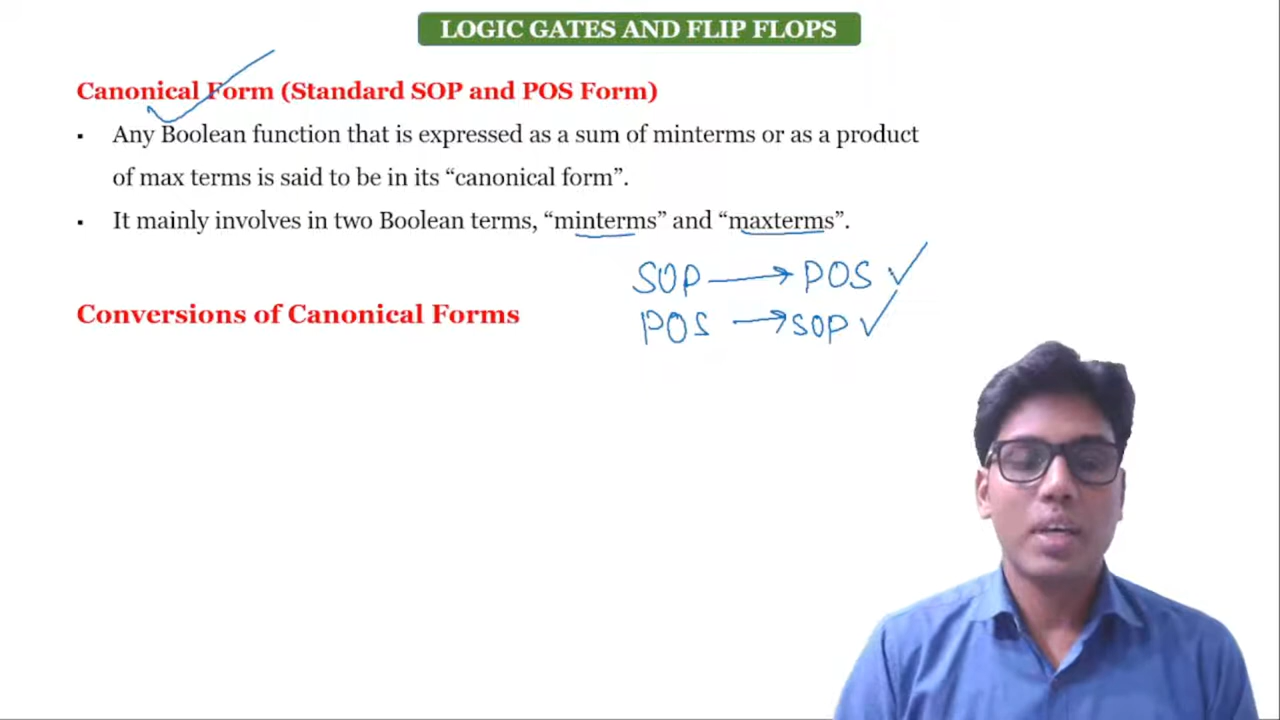 LOGIC GATES AND FLIP FLOPS
Canonical Form (Standard SOP and POS Form)
▪ Any Boolean function that is expressed as a sum of minterms or as a product
of max terms is said to be in its “canonical form”.
▪ It mainly involves in two Boolean terms, “minterms” and “maxterms”.
SOP → POS ✓
Conversions of Canonical Forms
POS → SOP ✓